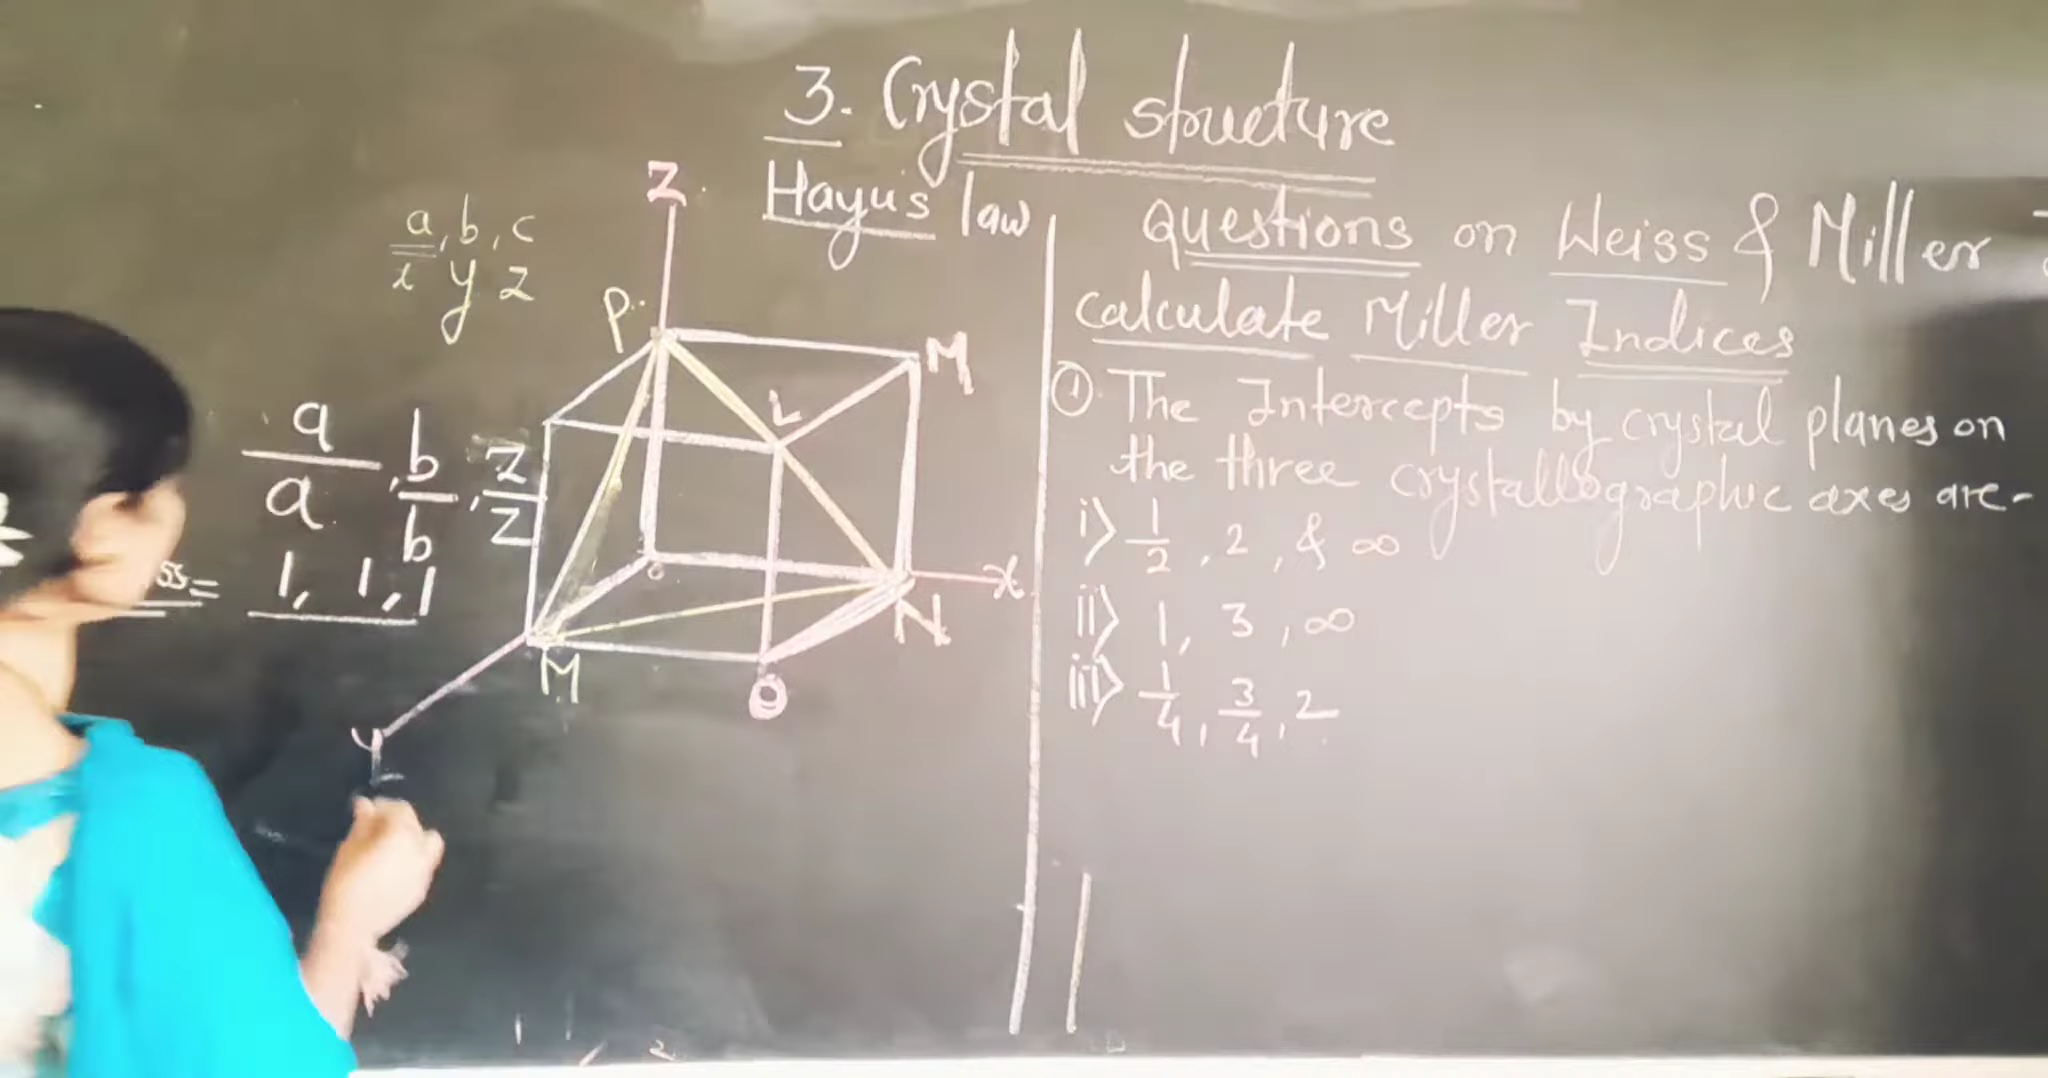 3. Crystal structure
Hayu's law
a, b, c
x y z
a/a, b/b, z/z
ss = 1, 1, 1
Z
P
M
L
x
N
M
O
Y
o
Questions on Weiss & Miller
Calculate Miller Indices
① The Intercepts by crystal planes on
the three crystallographic axes are-
i) 1/2, 2, & ∞
ii) 1, 3, ∞
iii) 1/4, 3/4, 2